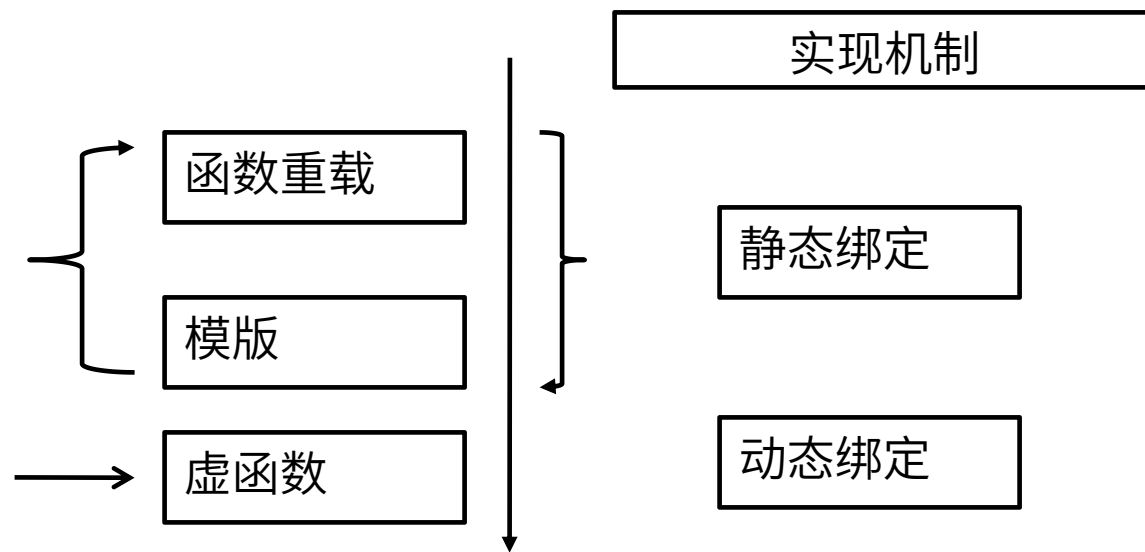 实现机制
函数重载
静态绑定
模版
虚函数
动态绑定